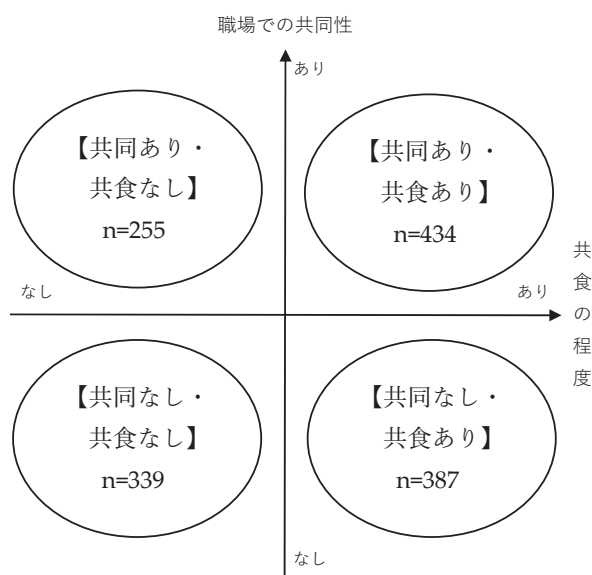 職場での共同性
あり
【共同あり・
共食なし】
n=255
【共同あり・
共食あり】
n=434
なし
あり
共食の程度
【共同なし・
共食なし】
n=339
【共同なし・
共食あり】
n=387
なし